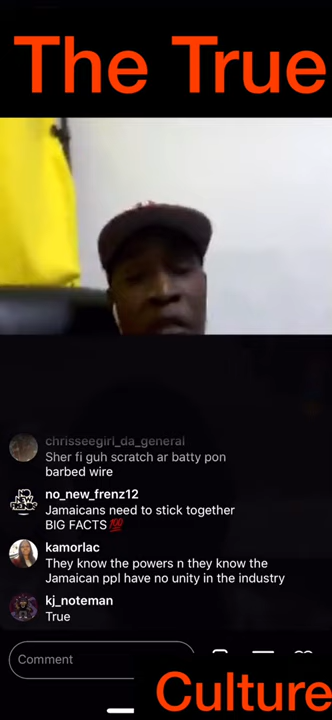 The True
chrisseegirl_da_general
Sher fi guh scratch ar batty pon
barbed wire
no_new_frenz12
Jamaicans need to stick together
BIG FACTS💯
kamorlac
They know the powers n they know the
Jamaican ppl have no unity in the industry
kj_noteman
True
Comment
Culture